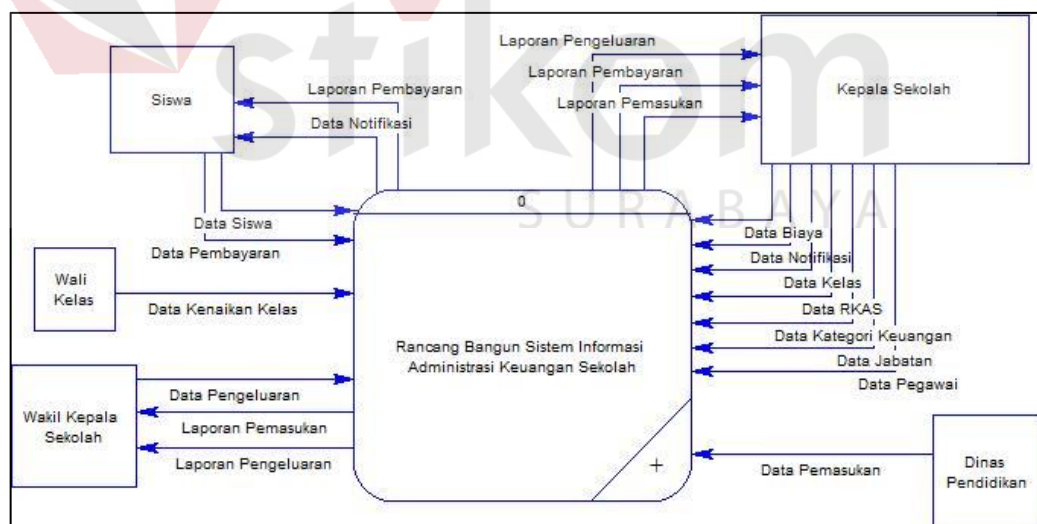 stikom
SURABAYA
Siswa
Laporan Pembayaran
Data Notifikasi
Laporan Pengeluaran
Laporan Pembayaran
Laporan Pemasukan
Kepala Sekolah
0
Data Siswa
Data Pembayaran
Wali
Kelas
Data Kenaikan Kelas
Rancang Bangun Sistem Informasi
Administrasi Keuangan Sekolah
Data Biaya
Data Notifikasi
Data Kelas
Data RKAS
Data Kategori Keuangan
Data Jabatan
Data Pegawai
Wakil Kepala
Sekolah
Data Pengeluaran
Laporan Pemasukan
Laporan Pengeluaran
+
Data Pemasukan
Dinas
Pendidikan